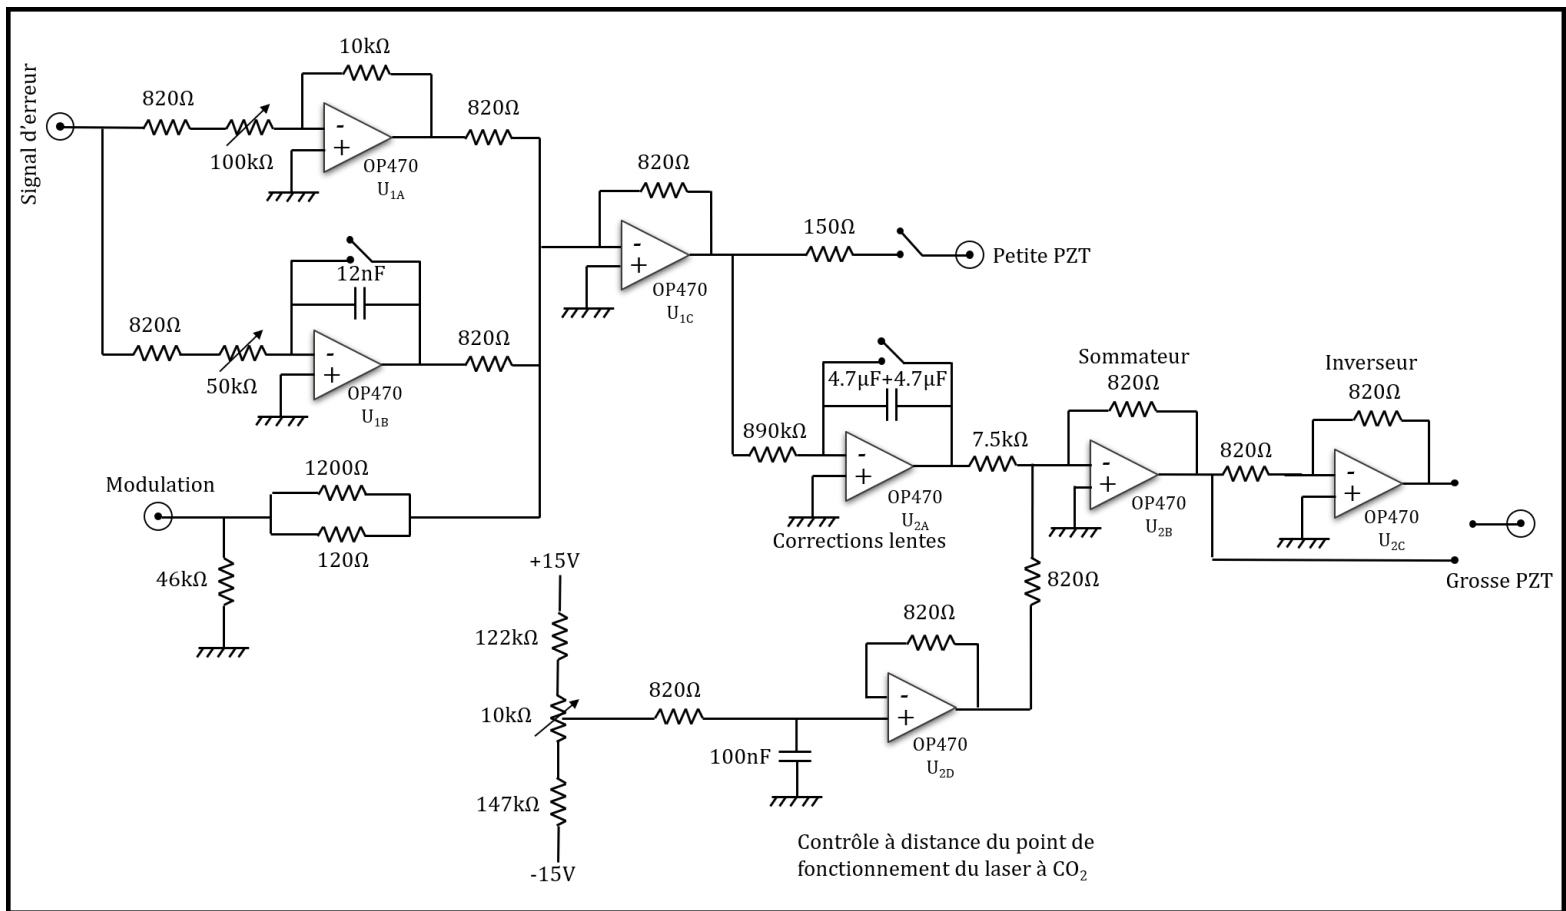 Signal d'erreur
820Ω
100kΩ
10kΩ
-
+
OP470
U1A
820Ω
820Ω
50kΩ
12nF
-
+
OP470
U1B
820Ω
Modulation
1200Ω
120Ω
46kΩ
820Ω
-
+
OP470
U1C
150Ω
Petite PZT
890kΩ
4.7µF+4.7µF
-
+
OP470
U2A
Corrections lentes
7.5kΩ
Sommateur
820Ω
-
+
OP470
U2B
820Ω
Inverseur
820Ω
-
+
OP470
U2C
Grosse PZT
820Ω
+15V
122kΩ
10kΩ
147kΩ
-15V
820Ω
100nF
820Ω
-
+
OP470
U2D
Contrôle à distance du point de
fonctionnement du laser à CO2